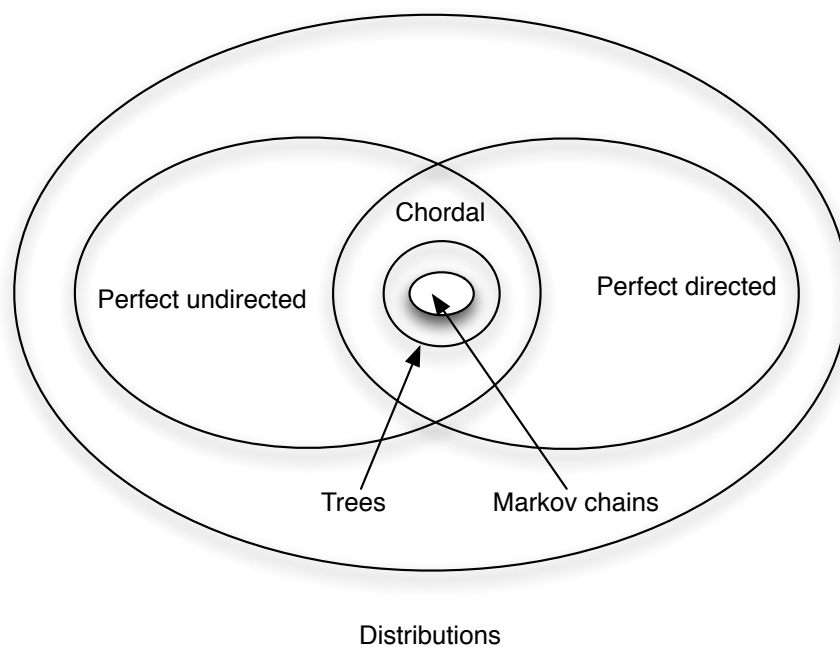 Chordal
Perfect undirected
Perfect directed
Trees
Markov chains
Distributions